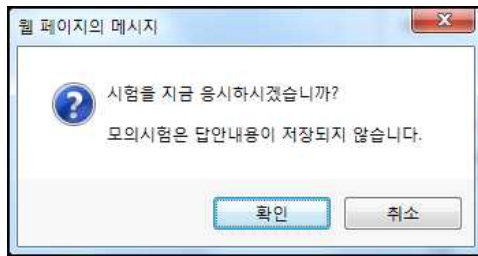 웹 페이지의 메시지
시험을 지금 응시하시겠습니까?
모의시험은 답안내용이 저장되지 않습니다.
확인
취소